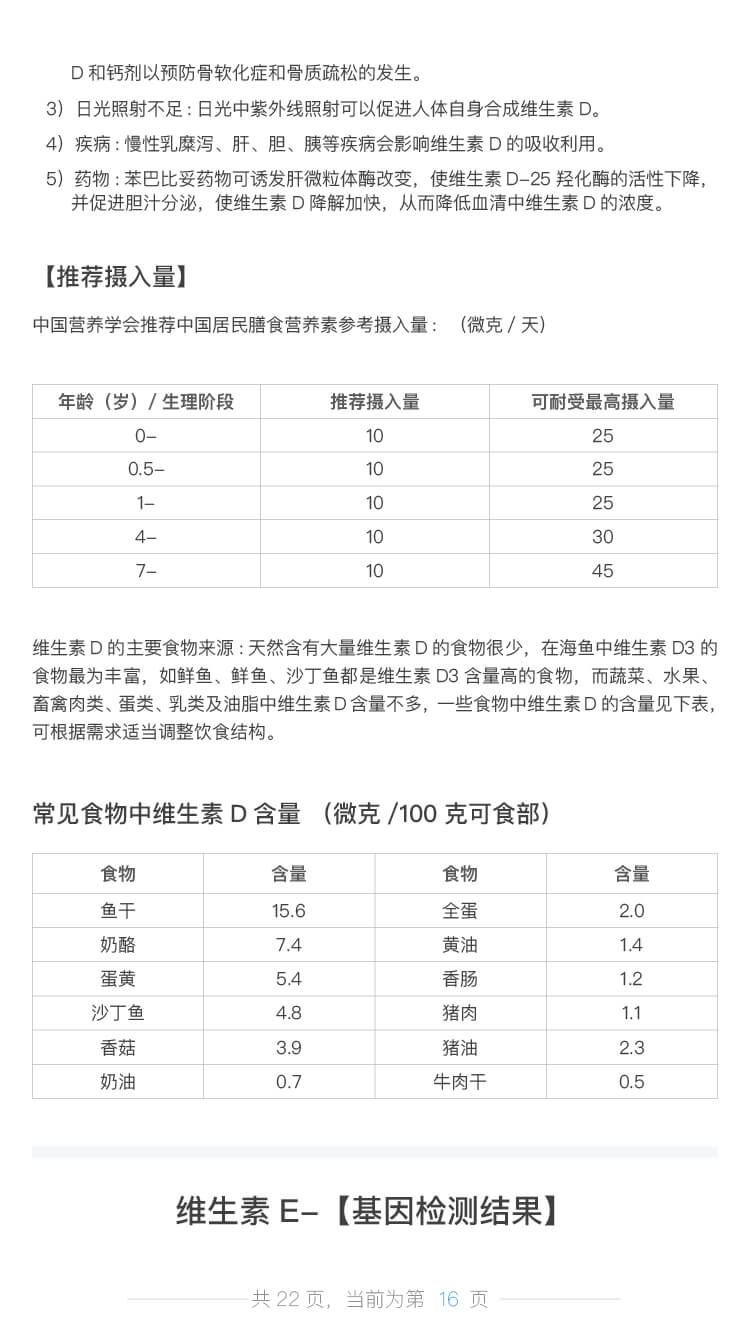 D 和钙剂以预防骨软化症和骨质疏松的发生。
3）日光照射不足 : 日光中紫外线照射可以促进人体自身合成维生素 D。
4）疾病 : 慢性乳糜泻、肝、胆、胰等疾病会影响维生素 D 的吸收利用。
5）药物 : 苯巴比妥药物可诱发肝微粒体酶改变，使维生素 D-25 羟化酶的活性下降，
并促进胆汁分泌，使维生素 D 降解加快，从而降低血清中维生素 D 的浓度。
【推荐摄入量】
中国营养学会推荐中国居民膳食营养素参考摄入量 : （微克 / 天）
年龄（岁）/ 生理阶段 推荐摄入量 可耐受最高摄入量
0– 10 25
0.5– 10 25
1– 10 25
4– 10 30
7– 10 45
维生素 D 的主要食物来源 : 天然含有大量维生素 D 的食物很少，在海鱼中维生素 D3 的
食物最为丰富，如鲜鱼、鲜鱼、沙丁鱼都是维生素 D3 含量高的食物，而蔬菜、水果、
畜禽肉类、蛋类、乳类及油脂中维生素 D 含量不多，一些食物中维生素 D 的含量见下表，
可根据需求适当调整饮食结构。
常见食物中维生素 D 含量 （微克 /100 克可食部）
食物 含量 食物 含量
鱼干 15.6 全蛋 2.0
奶酪 7.4 黄油 1.4
蛋黄 5.4 香肠 1.2
沙丁鱼 4.8 猪肉 1.1
香菇 3.9 猪油 2.3
奶油 0.7 牛肉干 0.5
维生素 E–【基因检测结果】
共 22 页，当前为第 16 页